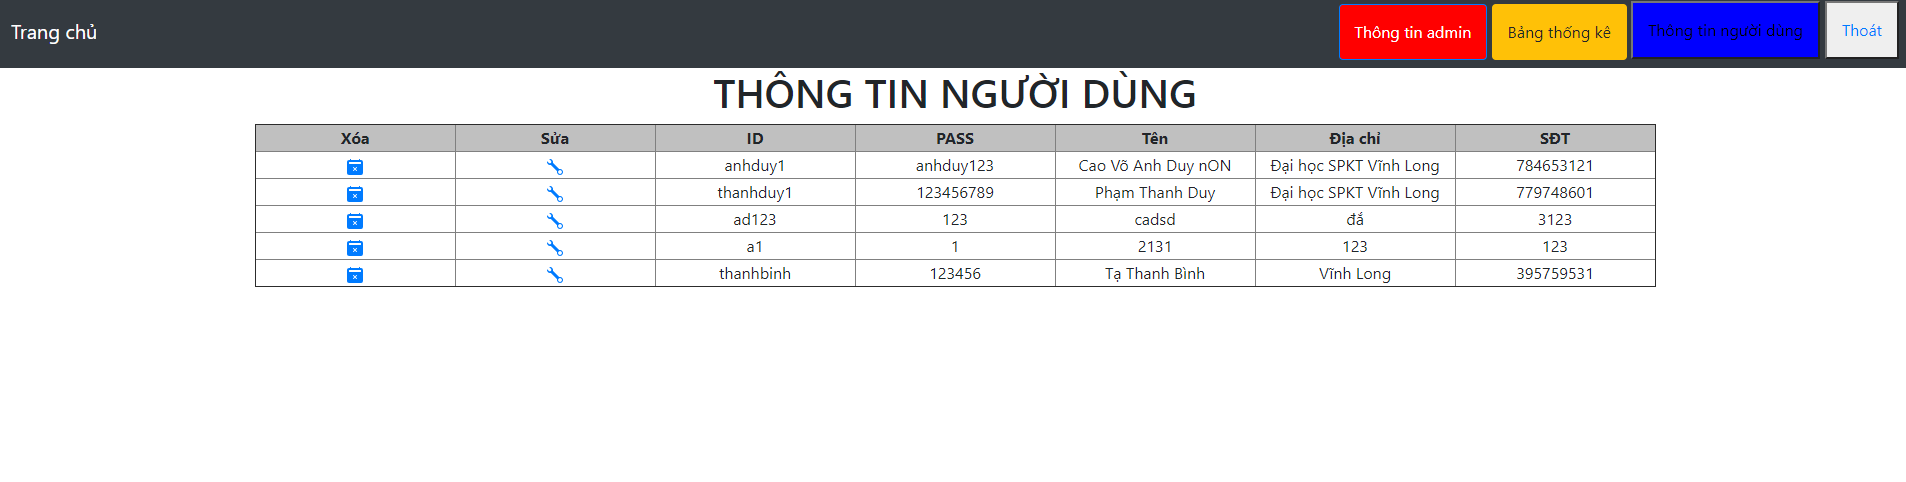 Trang chủ Thông tin admin Bảng thống kê Thông tin người dùng Thoát
THÔNG TIN NGƯỜI DÙNG
Xóa Sửa ID PASS Tên Địa chỉ SĐT
anhduy1 anhduy123 Cao Võ Anh Duy nON Đại học SPKT Vĩnh Long 784653121
thanhduy1 123456789 Phạm Thanh Duy Đại học SPKT Vĩnh Long 779748601
ad123 123 cadsd đắ 3123
a1 1 2131 123 123
thanhbinh 123456 Tạ Thanh Bình Vĩnh Long 395759531